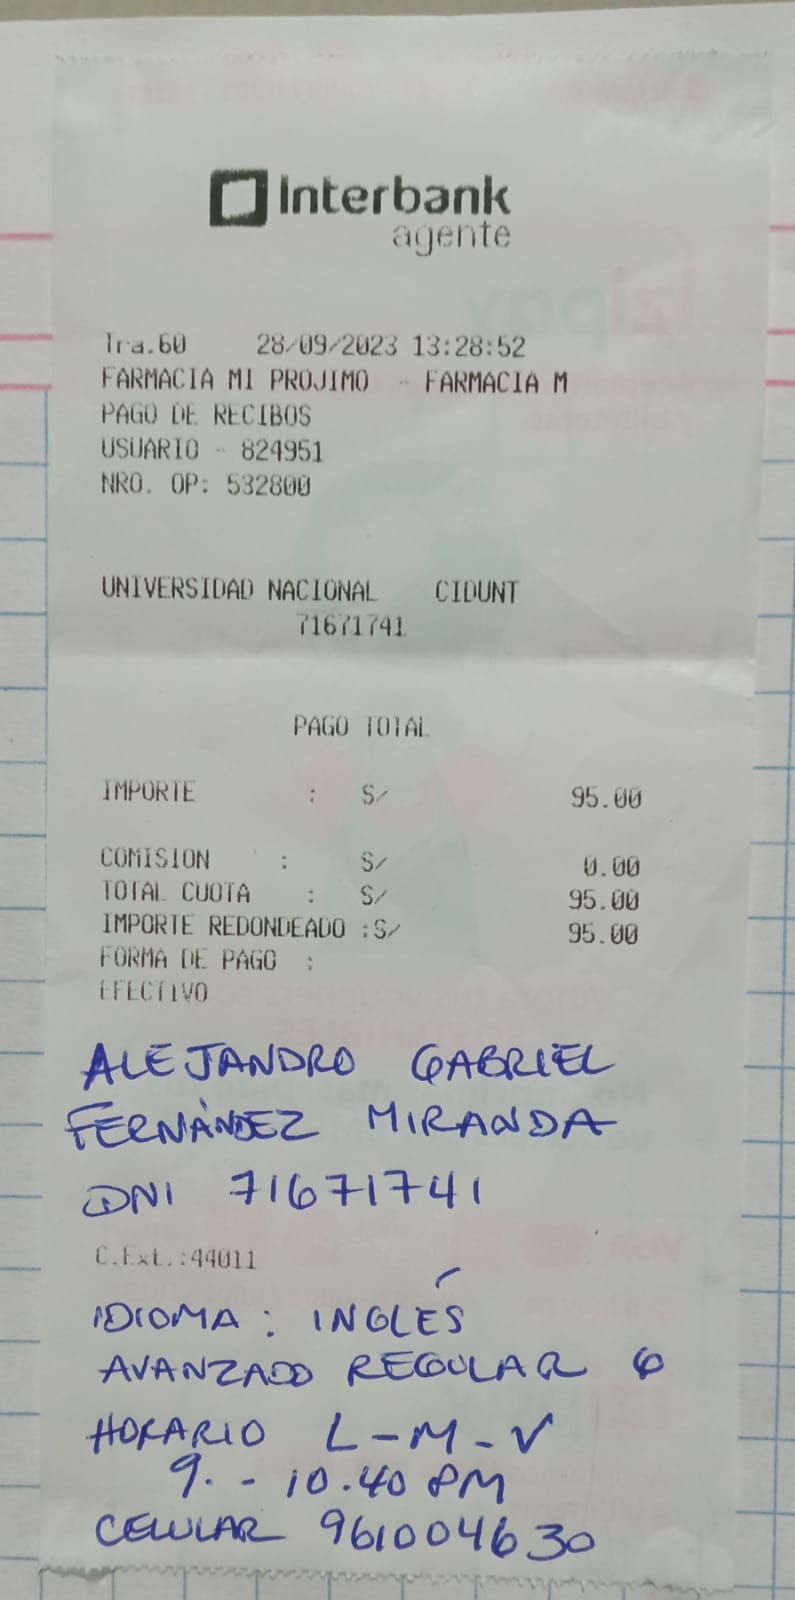 Interbank
agente
Tra.60 28/09/2023 13:28:52
FARMACIA MI PROJIMO - FARMACIA M
PAGO DE RECIBOS
USUARIO - 824951
NRO. OP: 532800
UNIVERSIDAD NACIONAL CIDUNT
71671741
PAGO TOTAL
IMPORTE : S/ 95.00
COMISION : S/ 0.00
TOTAL CUOTA : S/ 95.00
IMPORTE REDONDEADO :S/ 95.00
FORMA DE PAGO :
EFECTIVO
ALEJANDRO GABRIEL
FERNÁNDEZ MIRANDA
DNI 71671741
C.Ext.:44011
IDIOMA : INGLÉS
AVANZADO REGULAR 6
HORARIO L-M-V
9.- - 10.40 PM
CELULAR 961004630